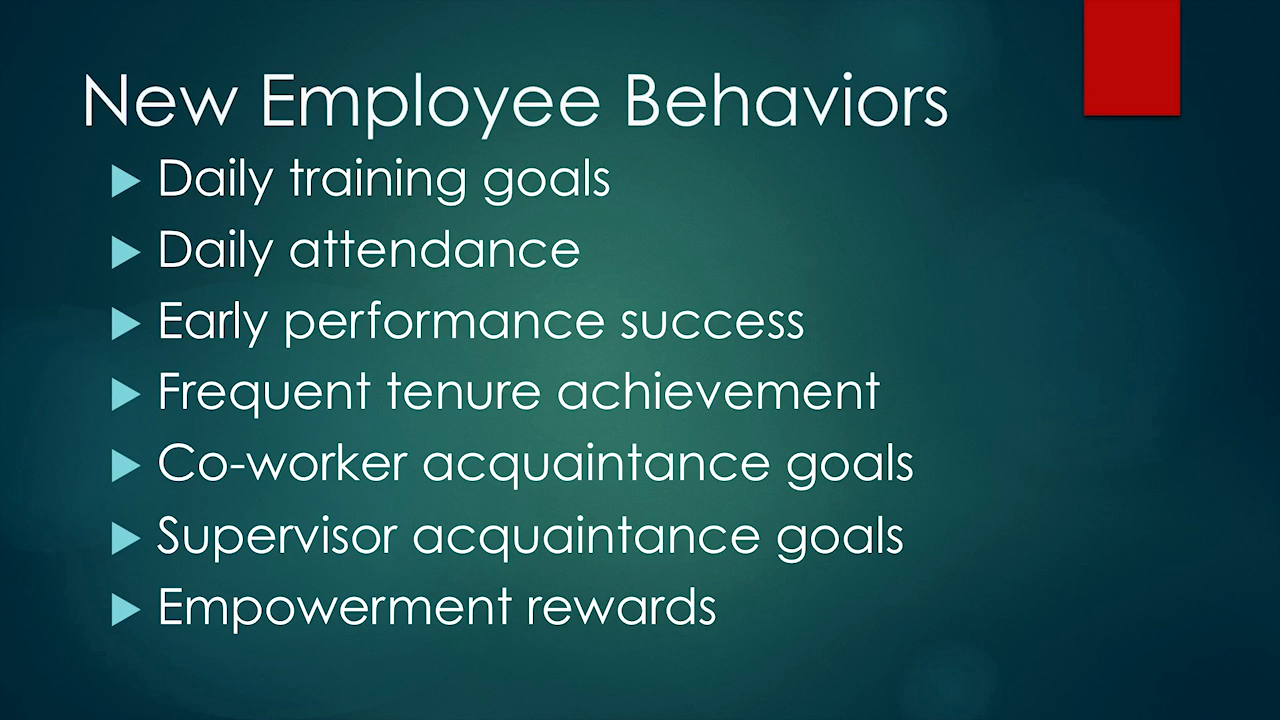 New Employee Behaviors
Daily training goals
Daily attendance
Early performance success
Frequent tenure achievement
Co-worker acquaintance goals
Supervisor acquaintance goals
Empowerment rewards